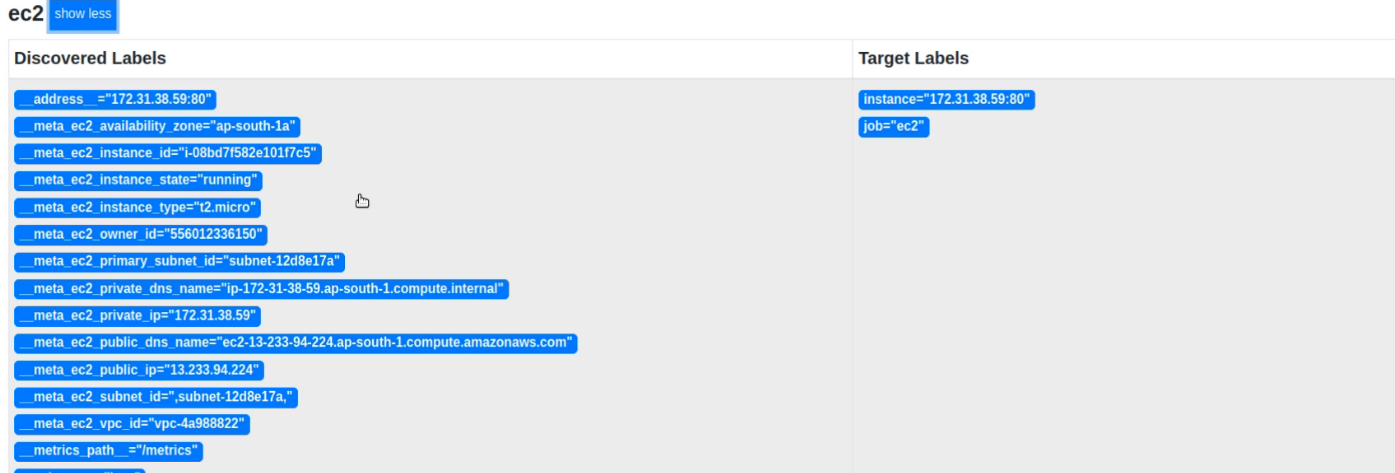 ec2 show less
Discovered Labels Target Labels
__address__="172.31.38.59:80" instance="172.31.38.59:80"
__meta_ec2_availability_zone="ap-south-1a" job="ec2"
__meta_ec2_instance_id="i-08bd7f582e101f7c5"
__meta_ec2_instance_state="running"
__meta_ec2_instance_type="t2.micro"
__meta_ec2_owner_id="556012336150"
__meta_ec2_primary_subnet_id="subnet-12d8e17a"
__meta_ec2_private_dns_name="ip-172-31-38-59.ap-south-1.compute.internal"
__meta_ec2_private_ip="172.31.38.59"
__meta_ec2_public_dns_name="ec2-13-233-94-224.ap-south-1.compute.amazonaws.com"
__meta_ec2_public_ip="13.233.94.224"
__meta_ec2_subnet_id=",subnet-12d8e17a,"
__meta_ec2_vpc_id="vpc-4a988822"
__metrics_path__="/metrics"